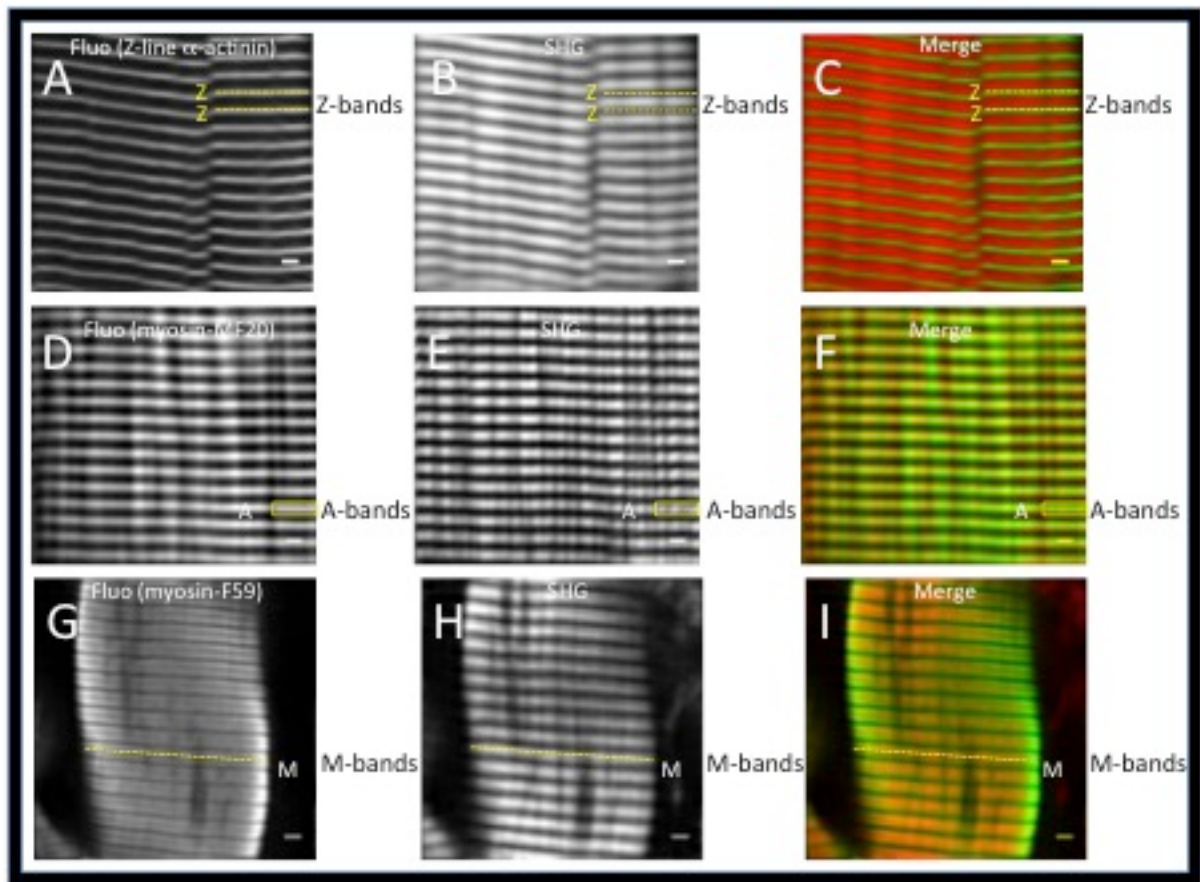 Fluo (Z-line α-actinin)
A
Z
Z
Z-bands
SHG
B
Z
Z
Z-bands
Merge
C
Z
Z
Z-bands
Fluo (myosin-MF20)
D
A
A-bands
SHG
E
A
A-bands
Merge
F
A
A-bands
Fluo (myosin-F59)
G
M
M-bands
SHG
H
M
M-bands
Merge
I
M
M-bands